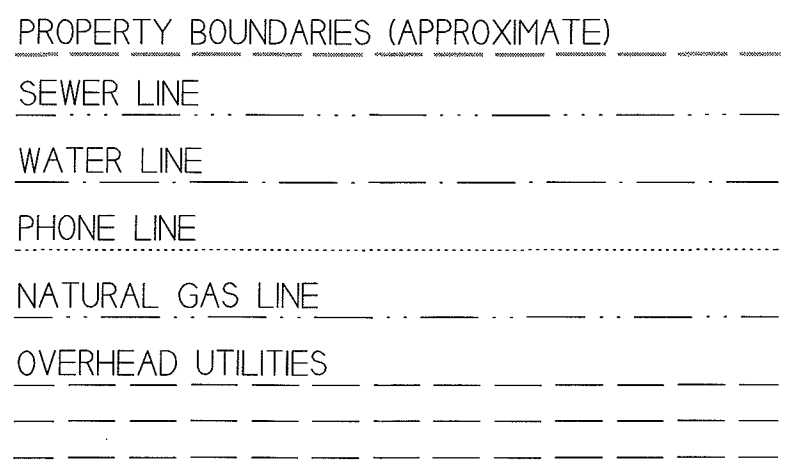 PROPERTY BOUNDARIES (APPROXIMATE)
SEWER LINE
WATER LINE
PHONE LINE
NATURAL GAS LINE
OVERHEAD UTILITIES